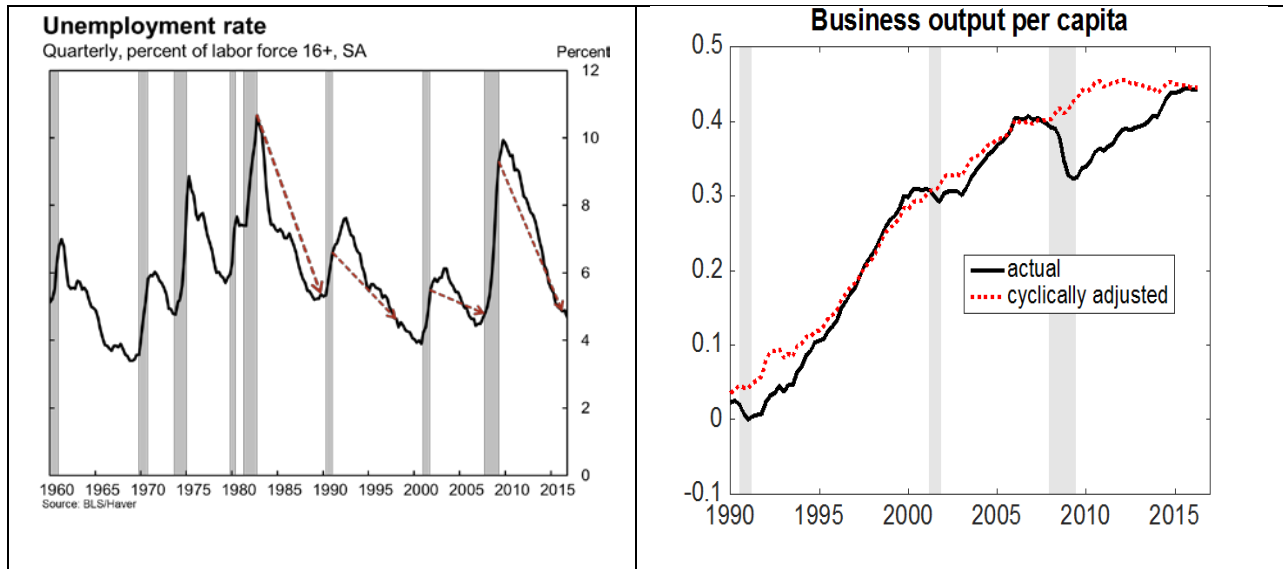 Unemployment rate
Quarterly, percent of labor force 16+, SA
Percent
12
10
8
6
4
2
0
1960 1965 1970 1975 1980 1985 1990 1995 2000 2005 2010 2015
Source: BLS/Haver
Business output per capita
0.5
0.4
0.3
0.2
0.1
0
-0.1
actual
cyclically adjusted
1990 1995 2000 2005 2010 2015